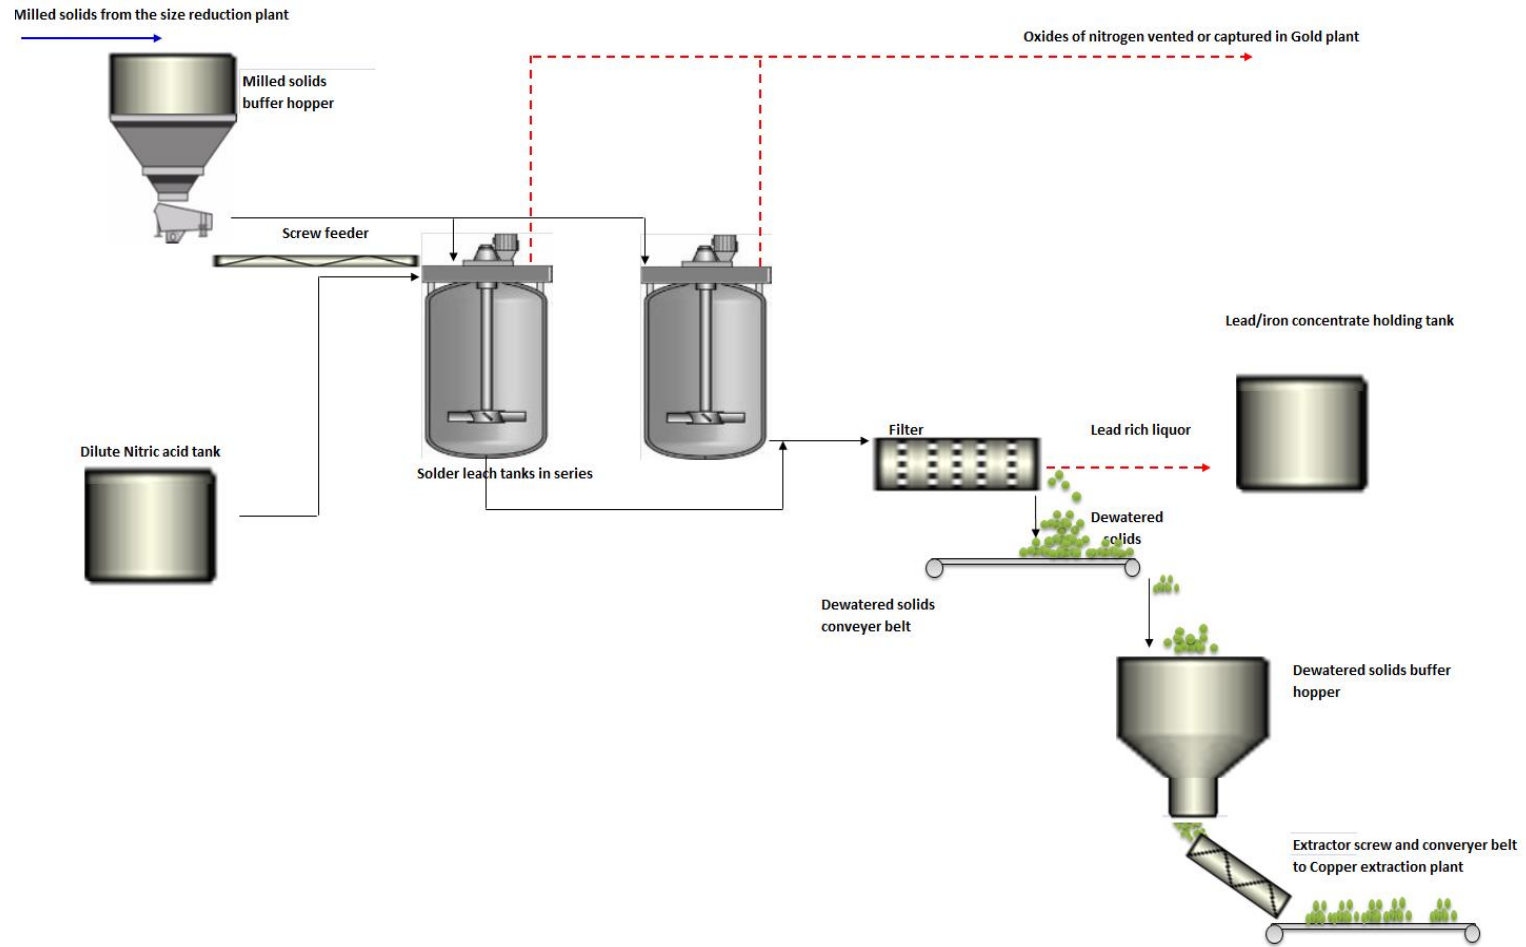 Milled solids from the size reduction plant
Oxides of nitrogen vented or captured in Gold plant
Milled solids
buffer hopper
Screw feeder
Lead/iron concentrate holding tank
Dilute Nitric acid tank
Solder leach tanks in series
Filter
Lead rich liquor
Dewatered
solids
Dewatered solids
conveyer belt
Dewatered solids buffer
hopper
Extractor screw and converyer belt
to Copper extraction plant